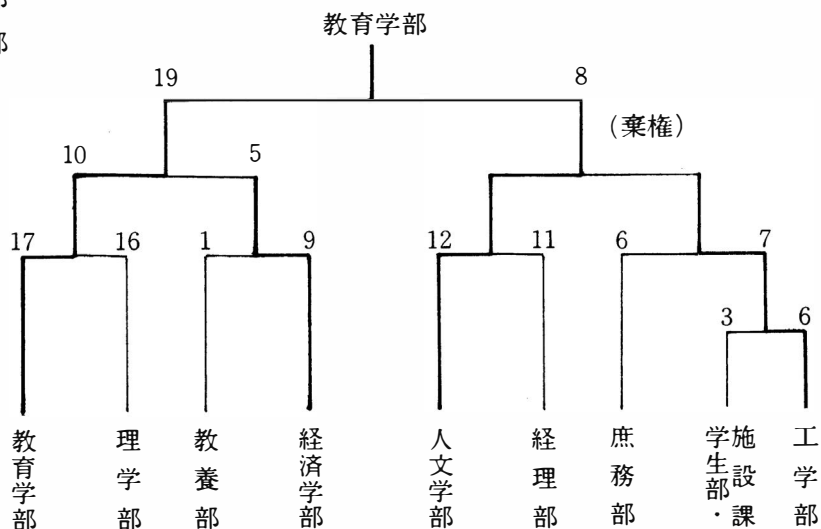 部
教育学部
19
8
(棄権)
10
5
17
16
1
9
12
11
6
7
3
6
教育学部
理学部
教養部
経済学部
人文学部
経理部
庶務部
学生部・
施設課
工学部